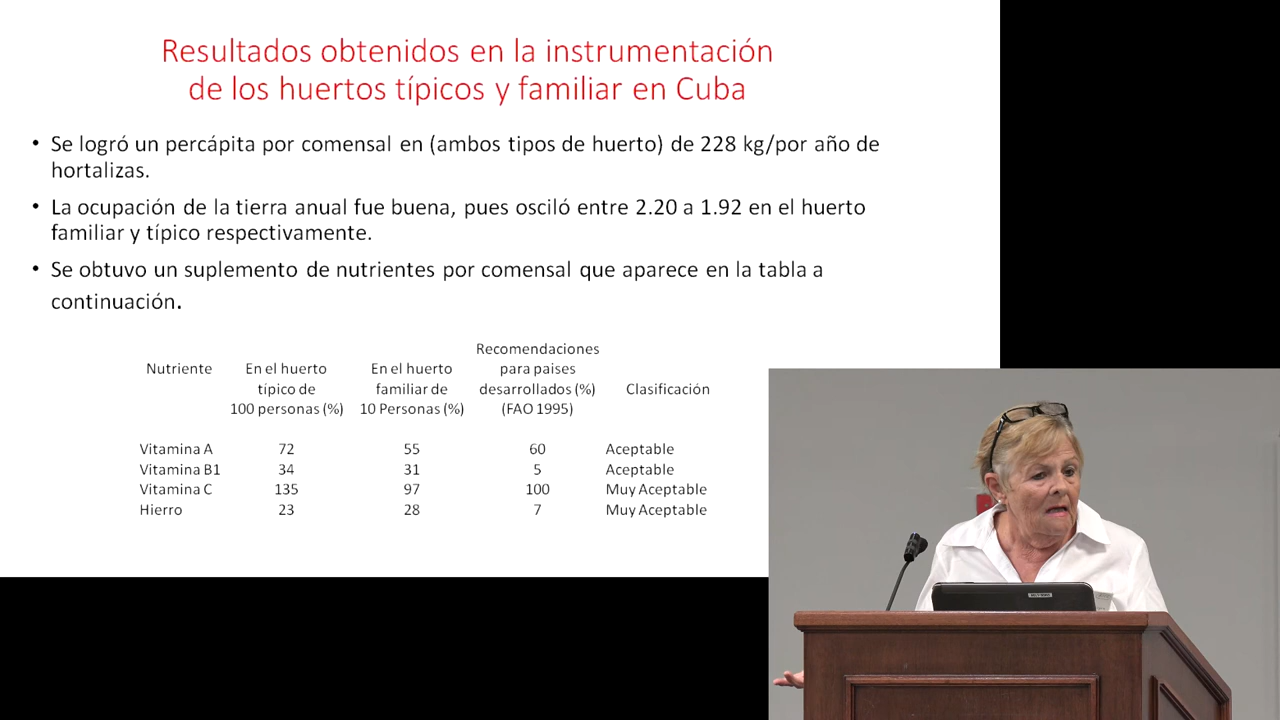 Resultados obtenidos en la instrumentación
de los huertos típicos y familiar en Cuba
• Se logró un percápita por comensal en (ambos tipos de huerto) de 228 kg/por año de
hortalizas.
• La ocupación de la tierra anual fue buena, pues osciló entre 2.20 a 1.92 en el huerto
familiar y típico respectivamente.
• Se obtuvo un suplemento de nutrientes por comensal que aparece en la tabla a
continuación.
Nutriente En el huerto típico de 100 personas (%) En el huerto familiar de 10 Personas (%) Recomendaciones para paises desarrollados (%) (FAO 1995) Clasificación
Vitamina A 72 55 60 Aceptable
Vitamina B1 34 31 5 Aceptable
Vitamina C 135 97 100 Muy Aceptable
Hierro 23 28 7 Muy Aceptable